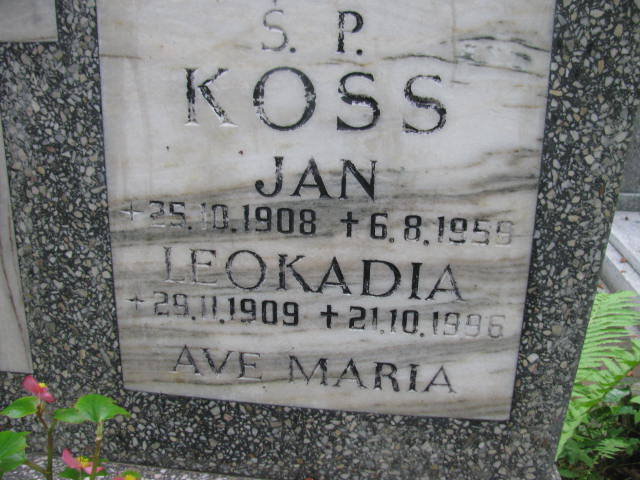 Ś. P.
KOSS
JAN
+25.10.1908 +6.8.1959
LEOKADIA
+29.11.1909 +21.10.1996
AVE MARIA